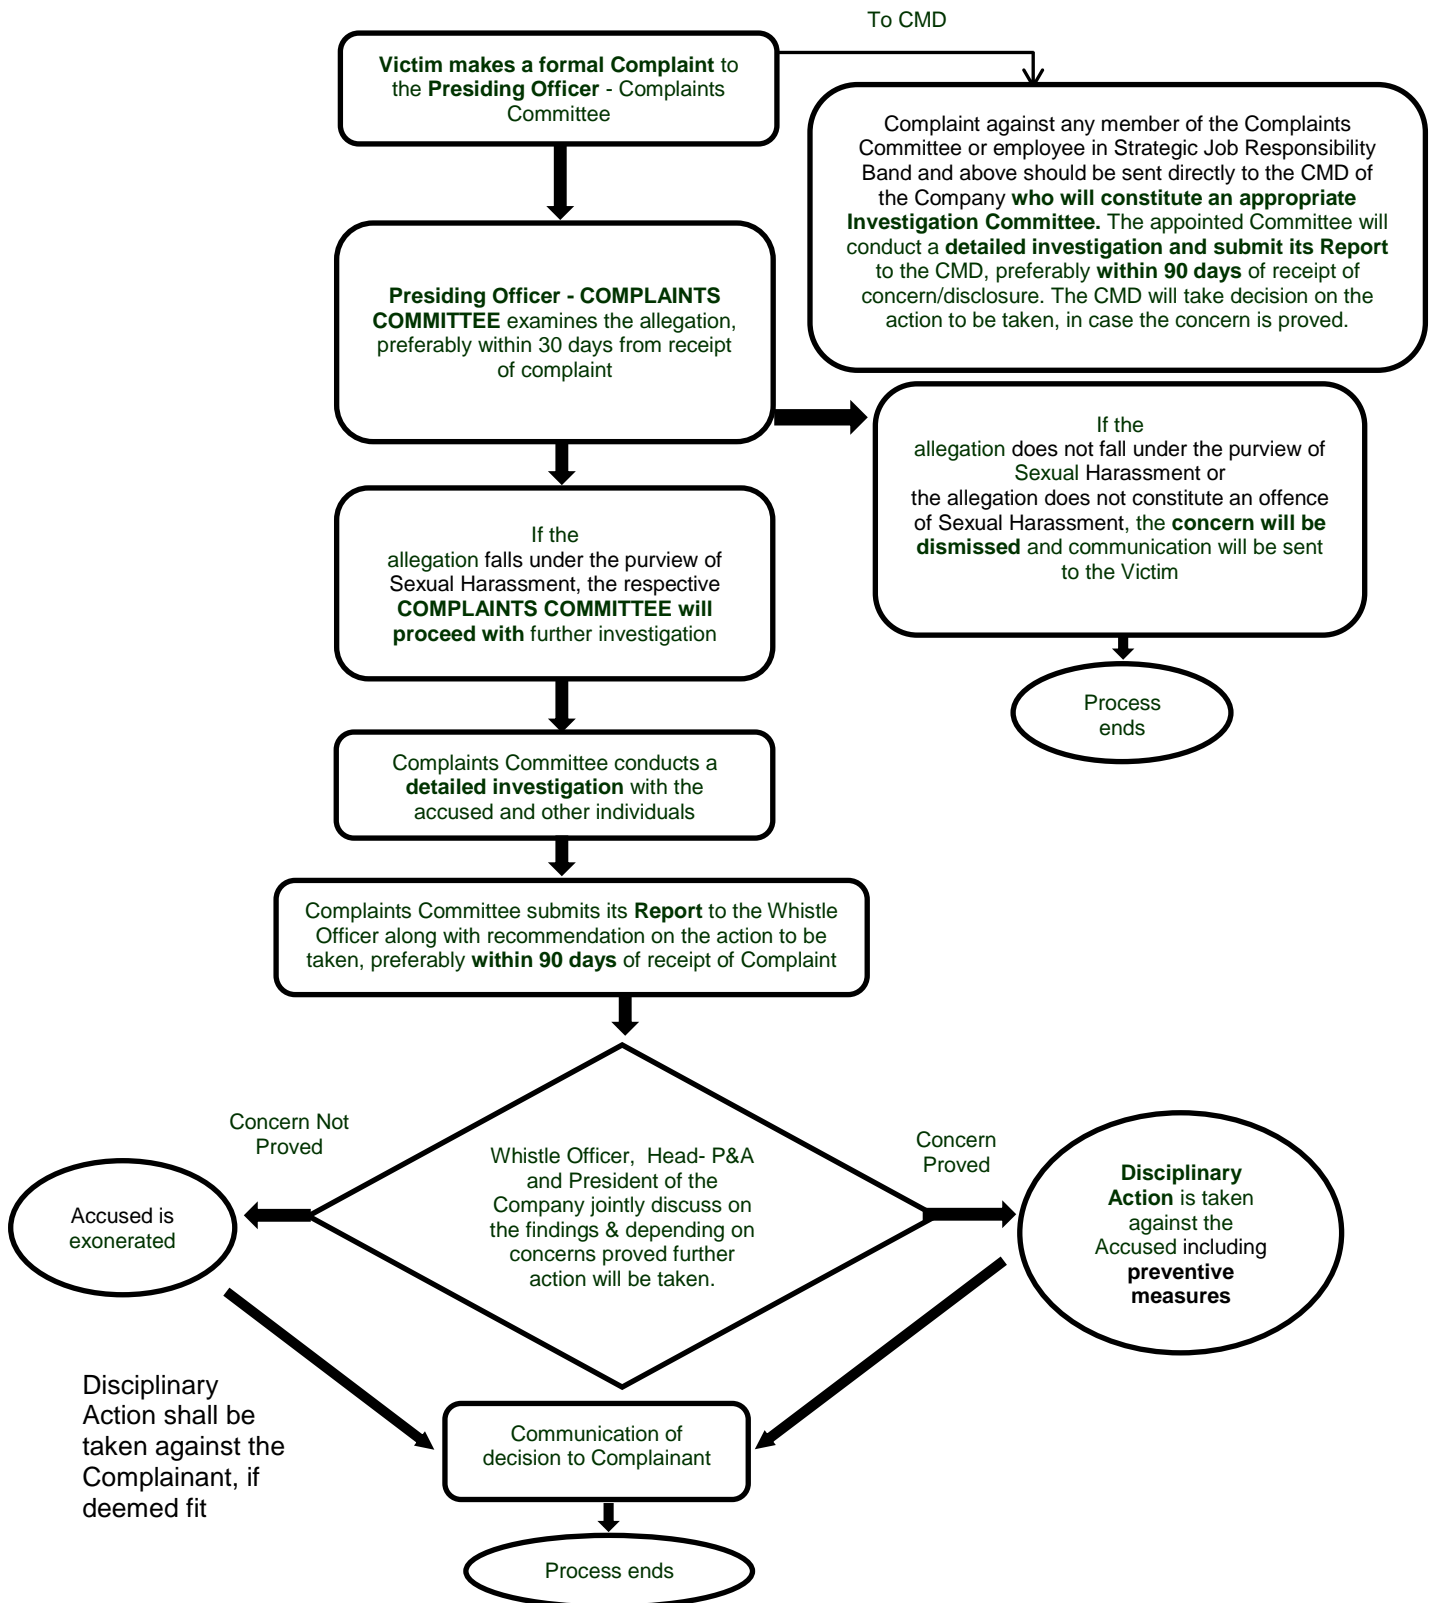 To CMD
Victim makes a formal Complaint to
the Presiding Officer - Complaints
Committee
Complaint against any member of the Complaints
Committee or employee in Strategic Job Responsibility
Band and above should be sent directly to the CMD of
the Company who will constitute an appropriate
Investigation Committee. The appointed Committee will
conduct a detailed investigation and submit its Report
to the CMD, preferably within 90 days of receipt of
concern/disclosure. The CMD will take decision on the
action to be taken, in case the concern is proved.
Presiding Officer - COMPLAINTS
COMMITTEE examines the allegation,
preferably within 30 days from receipt
of complaint
If the
allegation does not fall under the purview of
Sexual Harassment or
the allegation does not constitute an offence
of Sexual Harassment, the concern will be
dismissed and communication will be sent
to the Victim
If the
allegation falls under the purview of
Sexual Harassment, the respective
COMPLAINTS COMMITTEE will
proceed with further investigation
Process
ends
Complaints Committee conducts a
detailed investigation with the
accused and other individuals
Complaints Committee submits its Report to the Whistle
Officer along with recommendation on the action to be
taken, preferably within 90 days of receipt of Complaint
Concern Not
Proved
Whistle Officer, Head- P&A
and President of the
Company jointly discuss on
the findings & depending on
concerns proved further
action will be taken.
Concern
Proved
Accused is
exonerated
Disciplinary
Action is taken
against the
Accused including
preventive
measures
Disciplinary
Action shall be
taken against the
Complainant, if
deemed fit
Communication of
decision to Complainant
Process ends